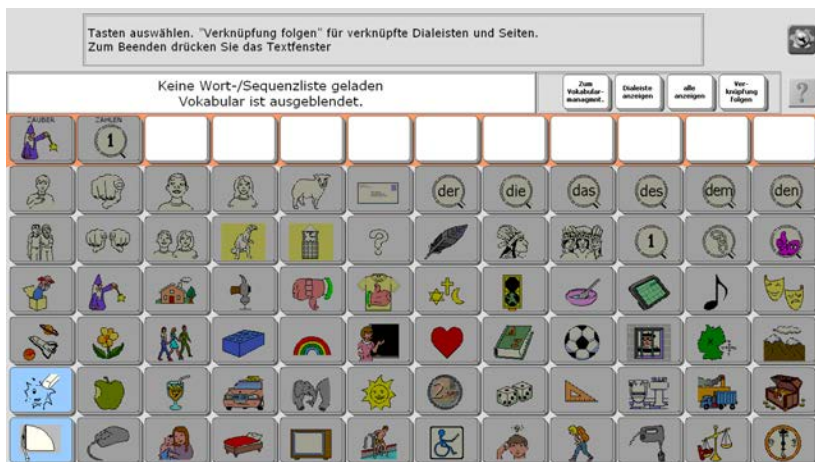 Tasten auswählen. "Verknüpfung folgen" für verknüpfte Dialeisten und Seiten.
Zum Beenden drücken Sie das Textfenster
Keine Wort-/Sequenzliste geladen
Vokabular ist ausgeblendet.
Zum
Vokabular-
managmt.
Dialeiste
anzeigen
alle
anzeigen
Ver-
knüpfung
folgen
?
ZAUBER
ZAHLEN
1
der
die
das
des
dem
den
?
1